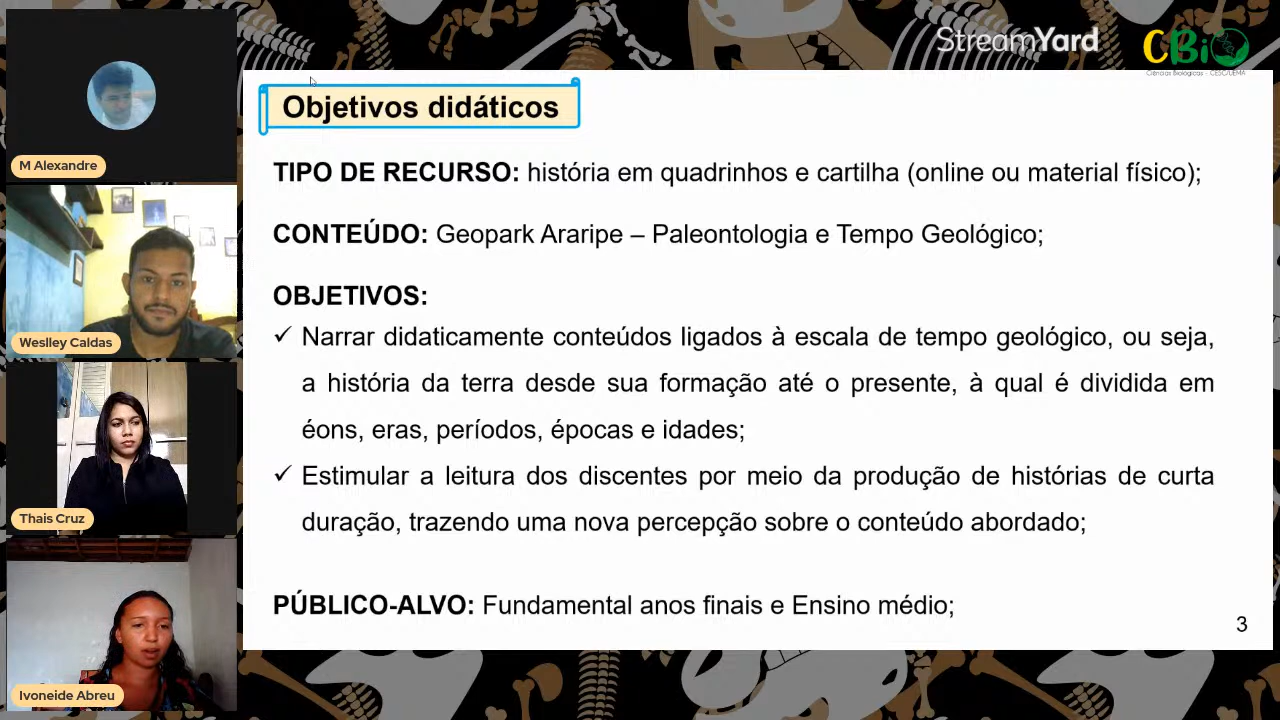 StreamYard
CBiO
Ciências Biológicas - CESC/UEMA
Objetivos didáticos
TIPO DE RECURSO: história em quadrinhos e cartilha (online ou material físico);
CONTEÚDO: Geopark Araripe – Paleontologia e Tempo Geológico;
OBJETIVOS:
✓ Narrar didaticamente conteúdos ligados à escala de tempo geológico, ou seja,
a história da terra desde sua formação até o presente, à qual é dividida em
éons, eras, períodos, épocas e idades;
✓ Estimular a leitura dos discentes por meio da produção de histórias de curta
duração, trazendo uma nova percepção sobre o conteúdo abordado;
PÚBLICO-ALVO: Fundamental anos finais e Ensino médio;
3
M Alexandre
Weslley Caldas
Thais Cruz
Ivoneide Abreu